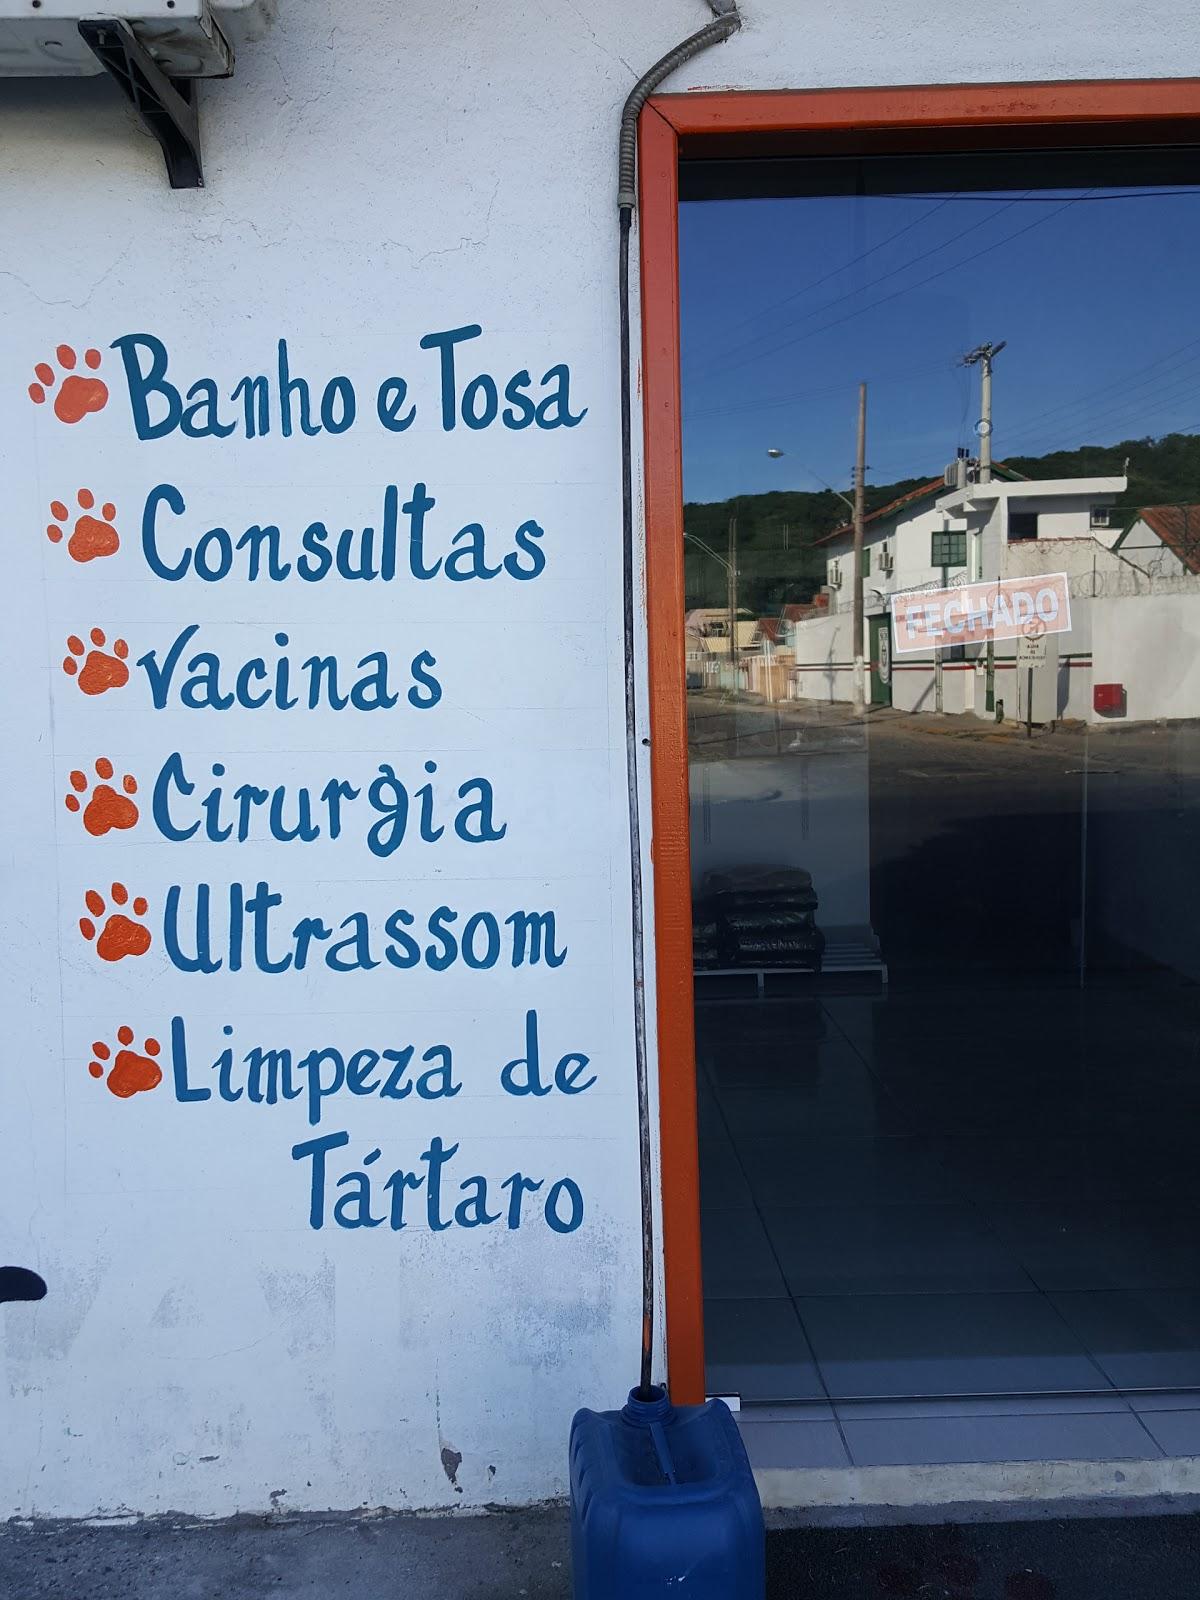 Banho e Tosa
Consultas
Vacinas
Cirurgia
Ultrassom
Limpeza de
Tártaro
FECHADO